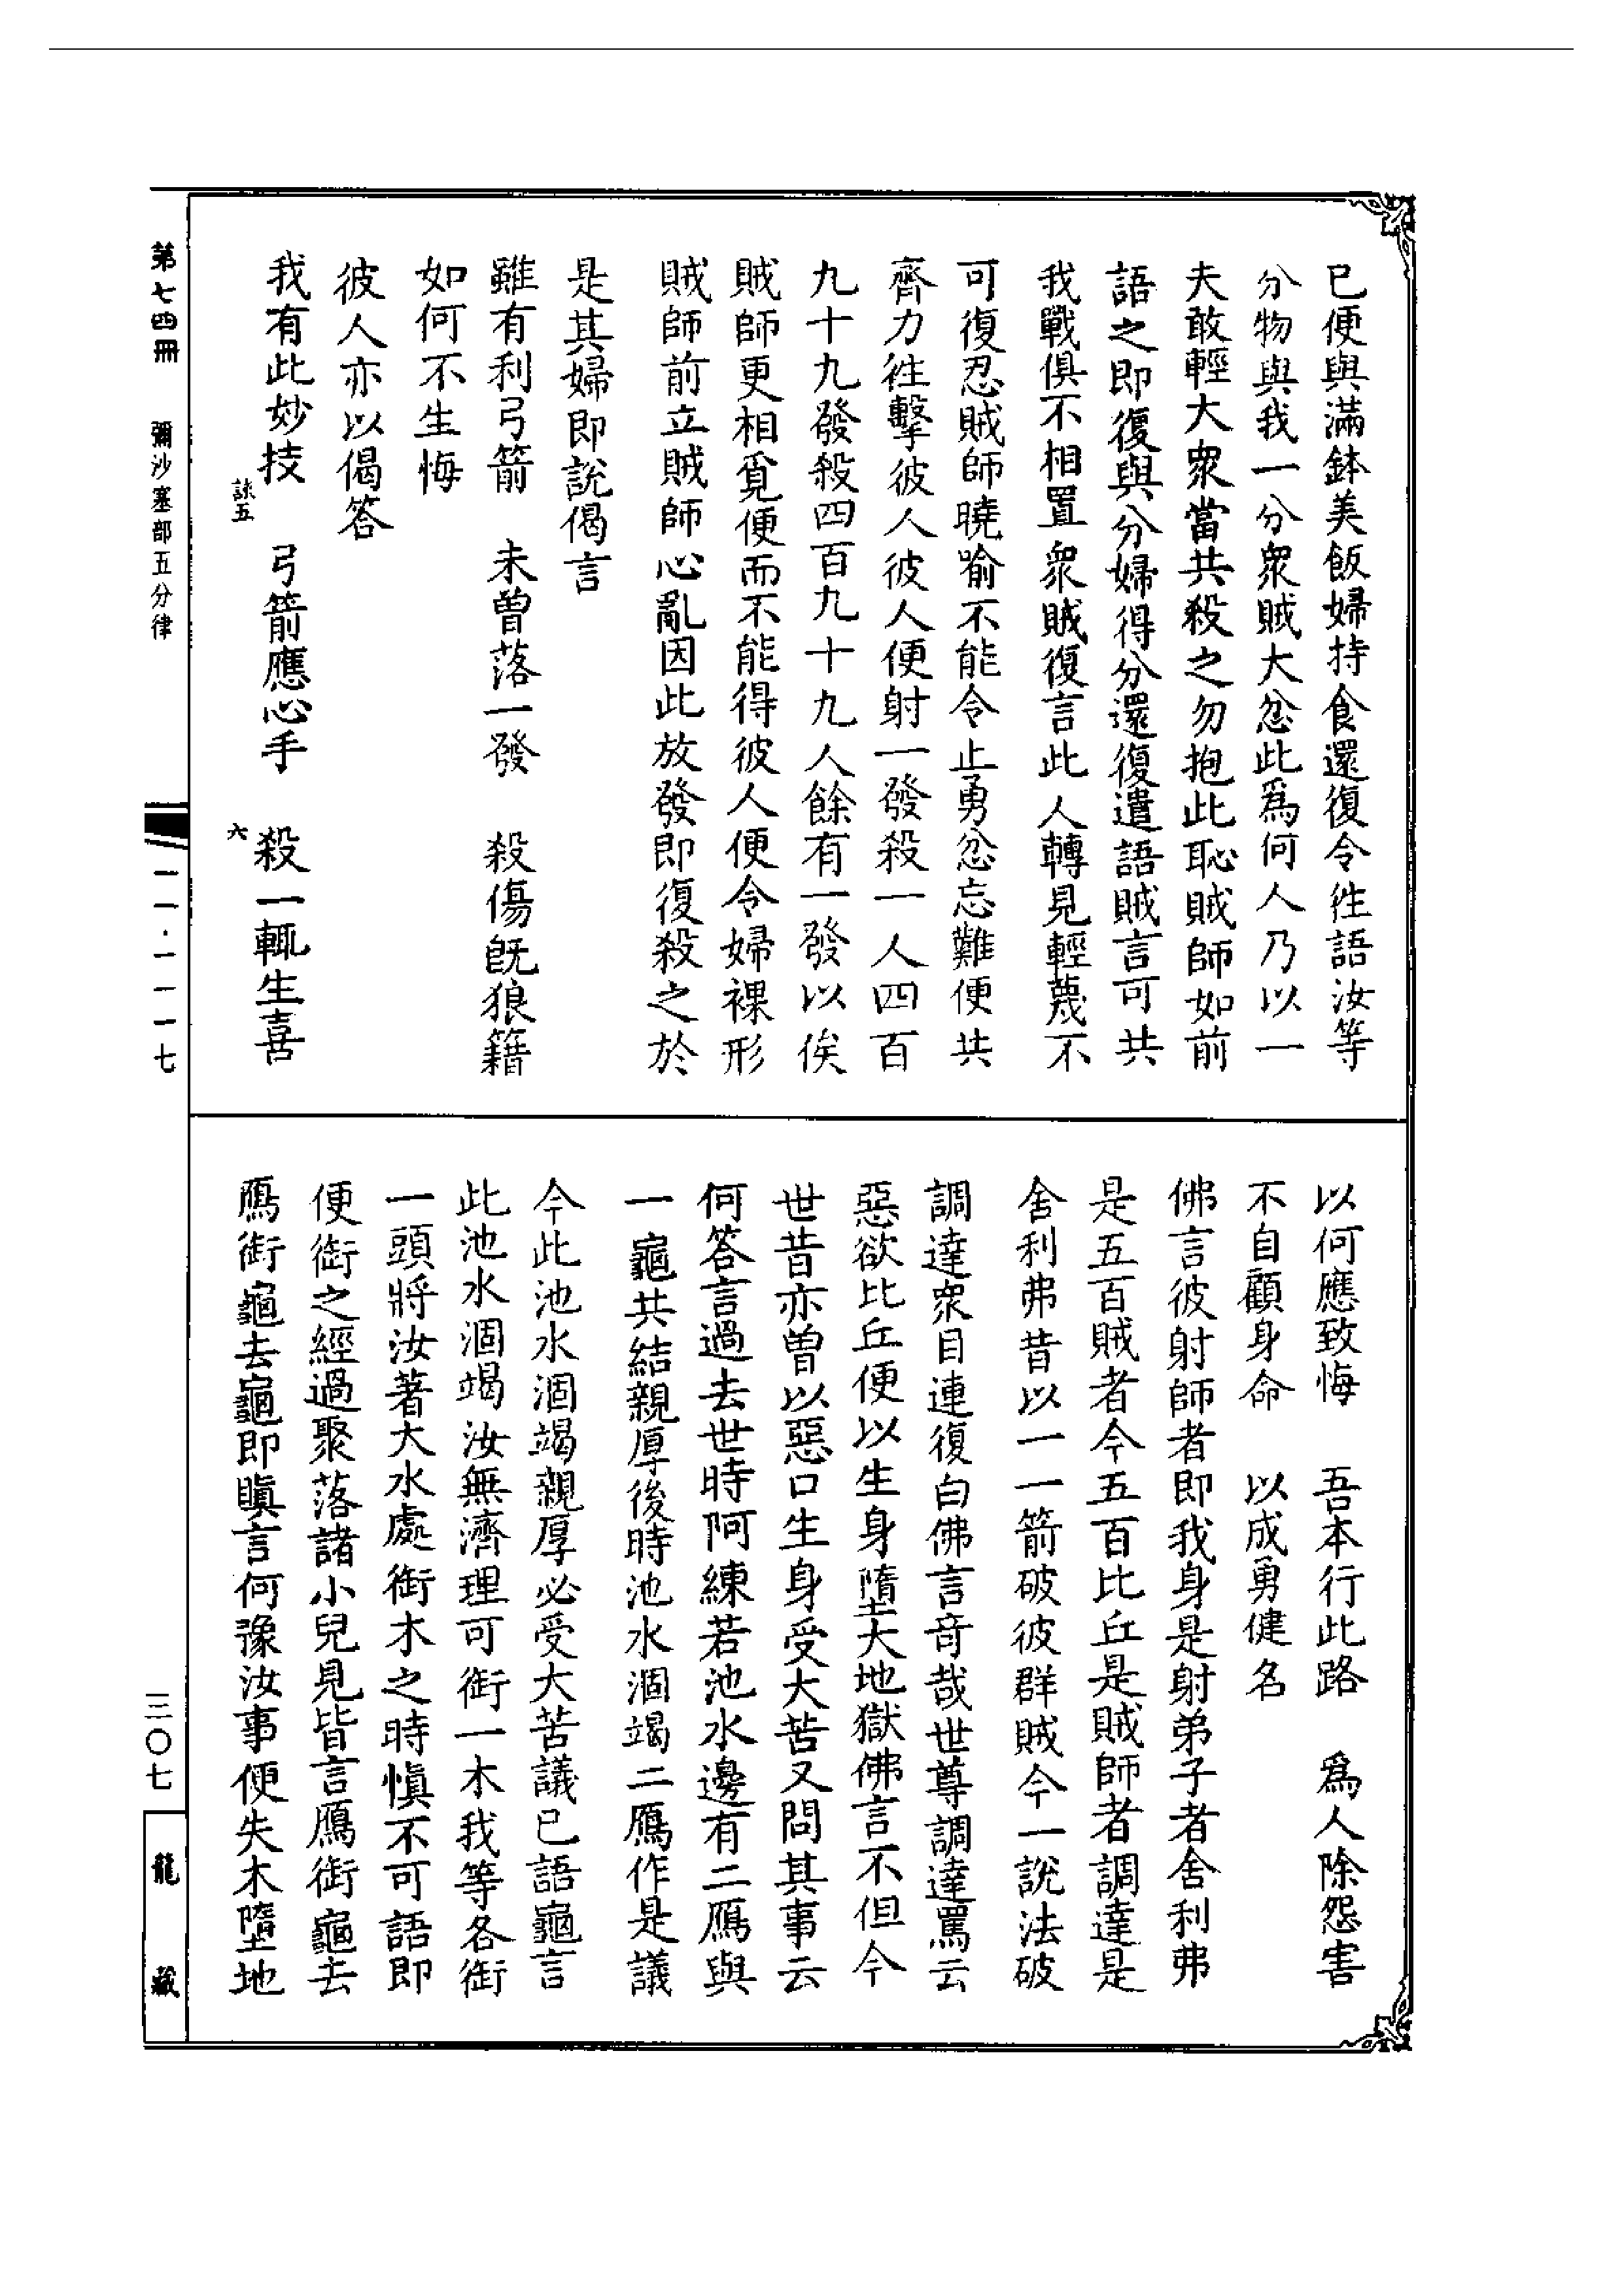 已便與滿鉢美飯婦持食還復令徃語汝等
分物與我一分衆賊大忿此爲何人乃以一
夫敢輕大衆當共殺之勿抱此恥賊師如前
語之即復與分婦得分還復遣語賊言可共
我戰俱不相置衆賊復言此人轉見輕蔑不
可復忍賊師曉喻不能令止勇忿忘難便共
齊力徃擊彼人彼人便射一發殺一人四百
九十九發殺四百九十九人餘有一發以俟
賊師更相覓便而不能得彼人便令婦裸形
賊師前立賊師心亂因此放發即復殺之於
是其婦即說偈言
雖有利弓箭　未曾落一發　殺傷旣狼籍
如何不生悔
彼人亦以偈答
我有此妙技　弓箭應心手　殺一輒生喜
以何應致悔　吾本行此路　爲人除怨害
不自顧身命　以成勇健名
佛言彼射師者即我身是射弟子者舍利弗
是五百賊者今五百比丘是賊師者調達是
舍利弗昔以一一箭破彼群賊今一說法破
調達衆目連復白佛言竒哉世尊調達罵云
惡欲比丘便以生身墮大地獄佛言不但今
世昔亦曾以惡口生身受大苦又問其事云
何答言過去世時阿練若池水邊有二鴈與
一龜共結親厚後時池水涸竭二鴈作是議
今此池水涸竭親厚必受大苦議已語龜言
此池水涸竭汝無濟理可銜一木我等各銜
一頭將汝著大水處銜木之時愼不可語即
便銜之經過聚落諸小兒見皆言鴈銜龜去
鴈銜龜去龜即瞋言何豫汝事便失木墮地
第七四冊　彌沙塞部五分律
詠五
六
二一·一一一七
三〇七
龍藏